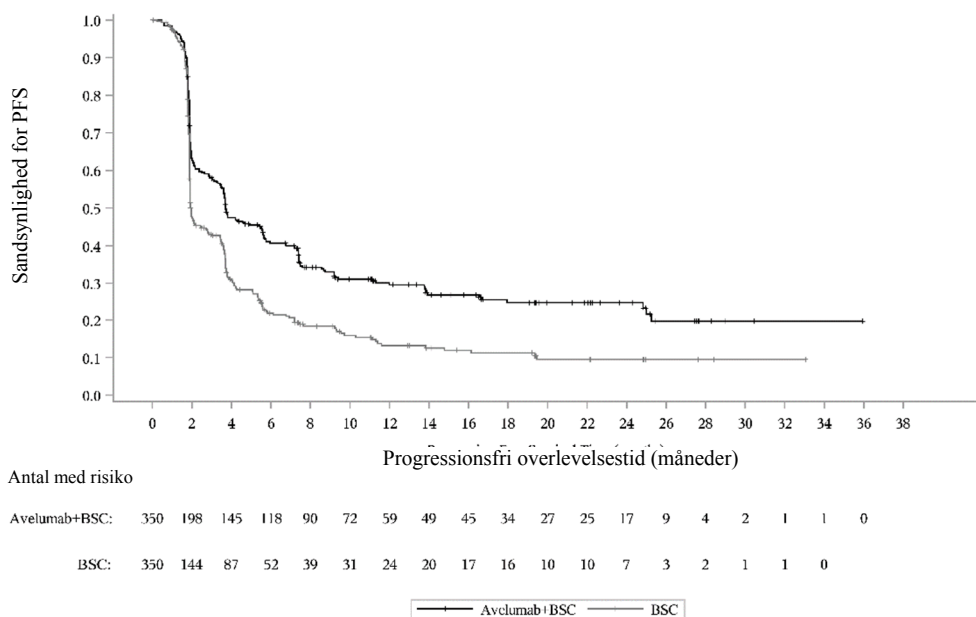 1.0
0.9
0.8
0.7
0.6
0.5
0.4
0.3
0.2
0.1
0.0
Sandsynlighed for PFS
0 2 4 6 8 10 12 14 16 18 20 22 24 26 28 30 32 34 36 38
Progressionsfri overlevelsestid (måneder)
Antal med risiko
Avelumab+BSC: 350 198 145 118 90 72 59 49 45 34 27 25 17 9 4 2 1 1 0
BSC: 350 144 87 52 39 31 24 20 17 16 10 10 7 3 2 1 1 0
Avelumab+BSC BSC